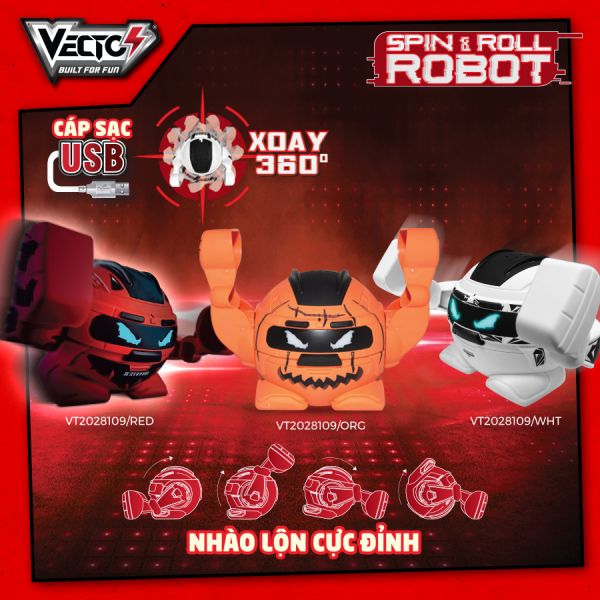 VECTO
BUILT FOR FUN
SPIN & ROLL
ROBOT
CÁP SẠC
USB
XOAY
360°
VT2028109/RED
VT2028109/ORG
VT2028109/WHT
NHÀO LỘN CỰC ĐỈNH